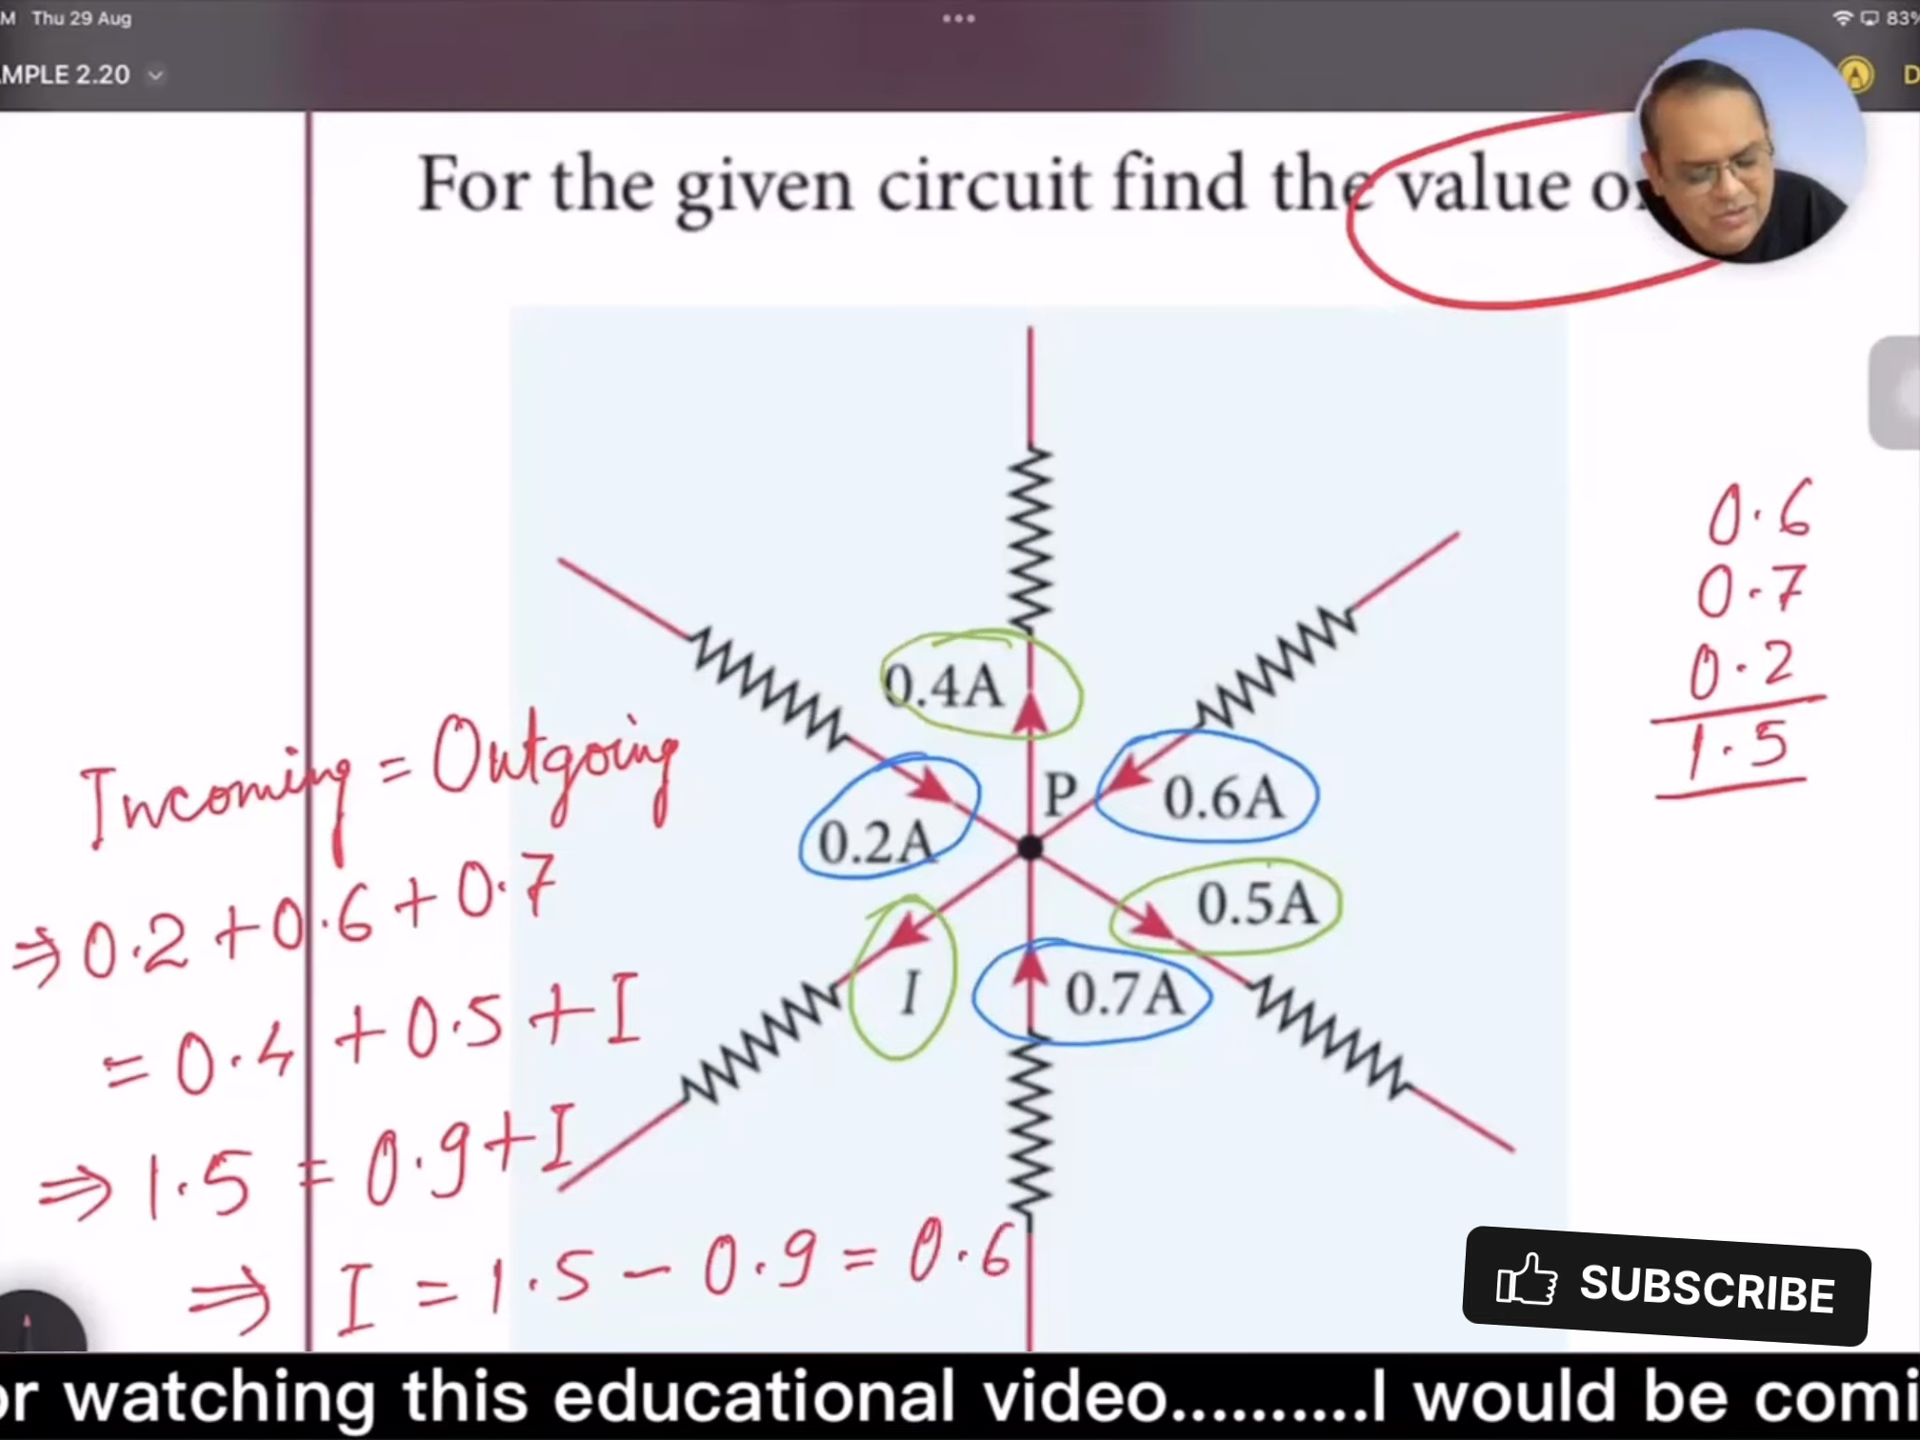 M Thu 29 Aug
83%
MPLE 2.20
For the given circuit find the value
0.4A
P
0.6A
0.2A
0.5A
I
0.7A
0.6
0.7
0.2
1.5
Incoming = Outgoing
⇒ 0.2 + 0.6 + 0.7
= 0.4 + 0.5 + I
⇒ 1.5 = 0.9 + I
⇒ I = 1.5 − 0.9 = 0.6
SUBSCRIBE
or watching this educational video..........I would be comi